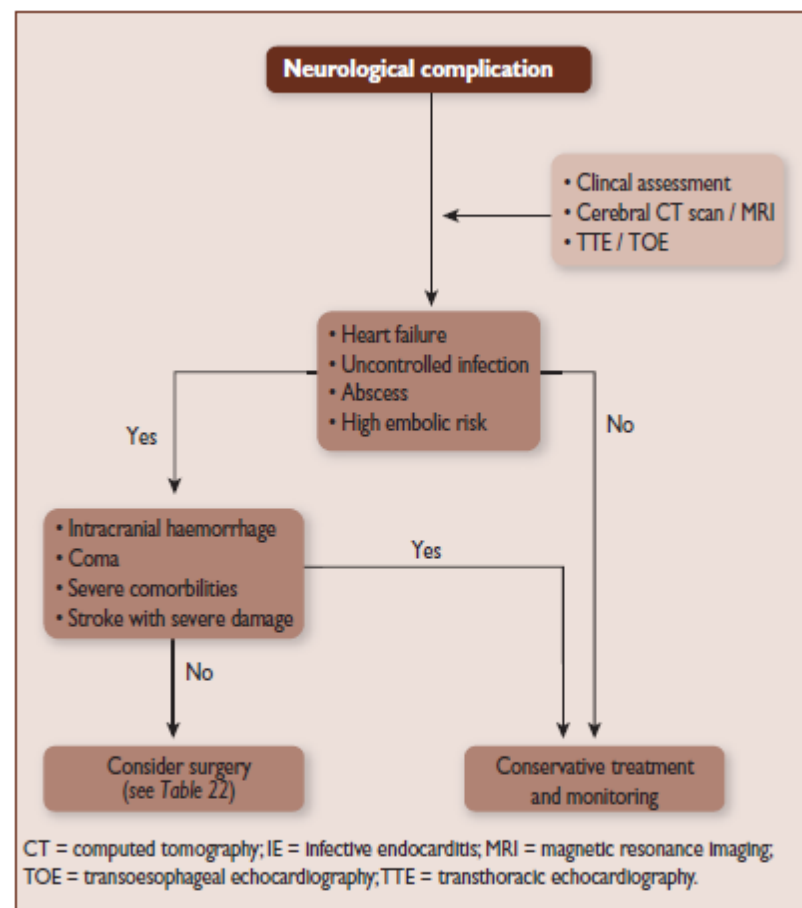 Neurological complication
• Clincal assessment
• Cerebral CT scan / MRI
• TTE / TOE
• Heart failure
• Uncontrolled infection
• Abscess
• High embolic risk
Yes
No
• Intracranial haemorrhage
• Coma
• Severe comorbilities
• Stroke with severe damage
Yes
No
Consider surgery
(see Table 22)
Conservative treatment
and monitoring
CT = computed tomography; IE = infective endocarditis; MRI = magnetic resonance imaging;
TOE = transoesophageal echocardiography; TTE = transthoracic echocardiography.